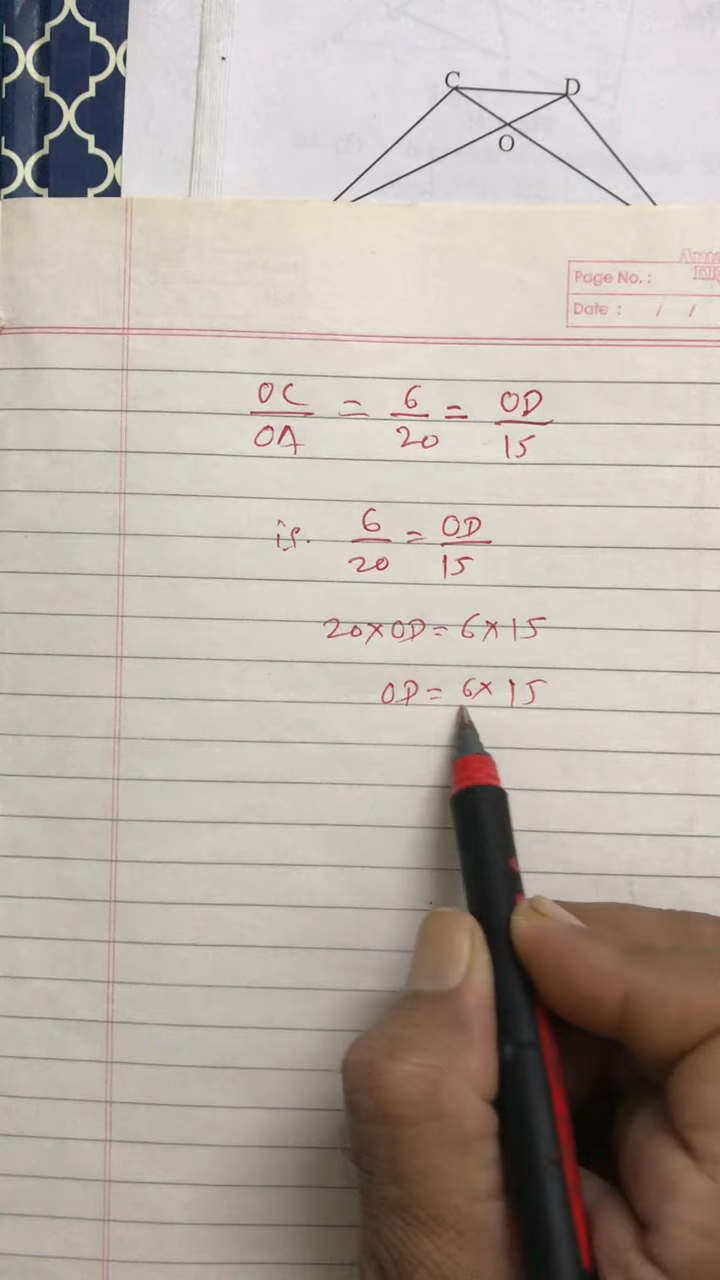 C D
O
Page No. :
Date : / /
OC/OA = 6/20 = OD/15
is. 6/20 = OD/15
20×OD = 6×15
OD = 6×15